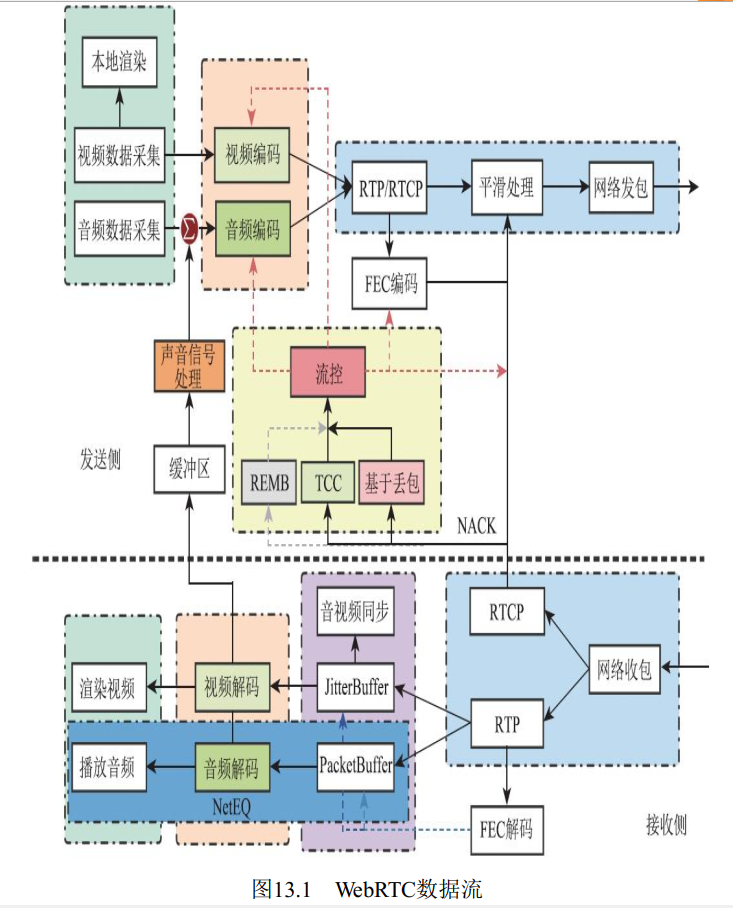 本地渲染
视频数据采集
视频编码
RTP/RTCP
平滑处理
网络发包
音频数据采集
Σ
音频编码
FEC编码
声音信号
处理
流控
发送侧
缓冲区
REMB
TCC
基于丢包
NACK
音视频同步
RTCP
网络收包
渲染视频
视频解码
JitterBuffer
RTP
播放音频
音频解码
PacketBuffer
NetEQ
FEC解码
接收侧
图13.1 WebRTC数据流